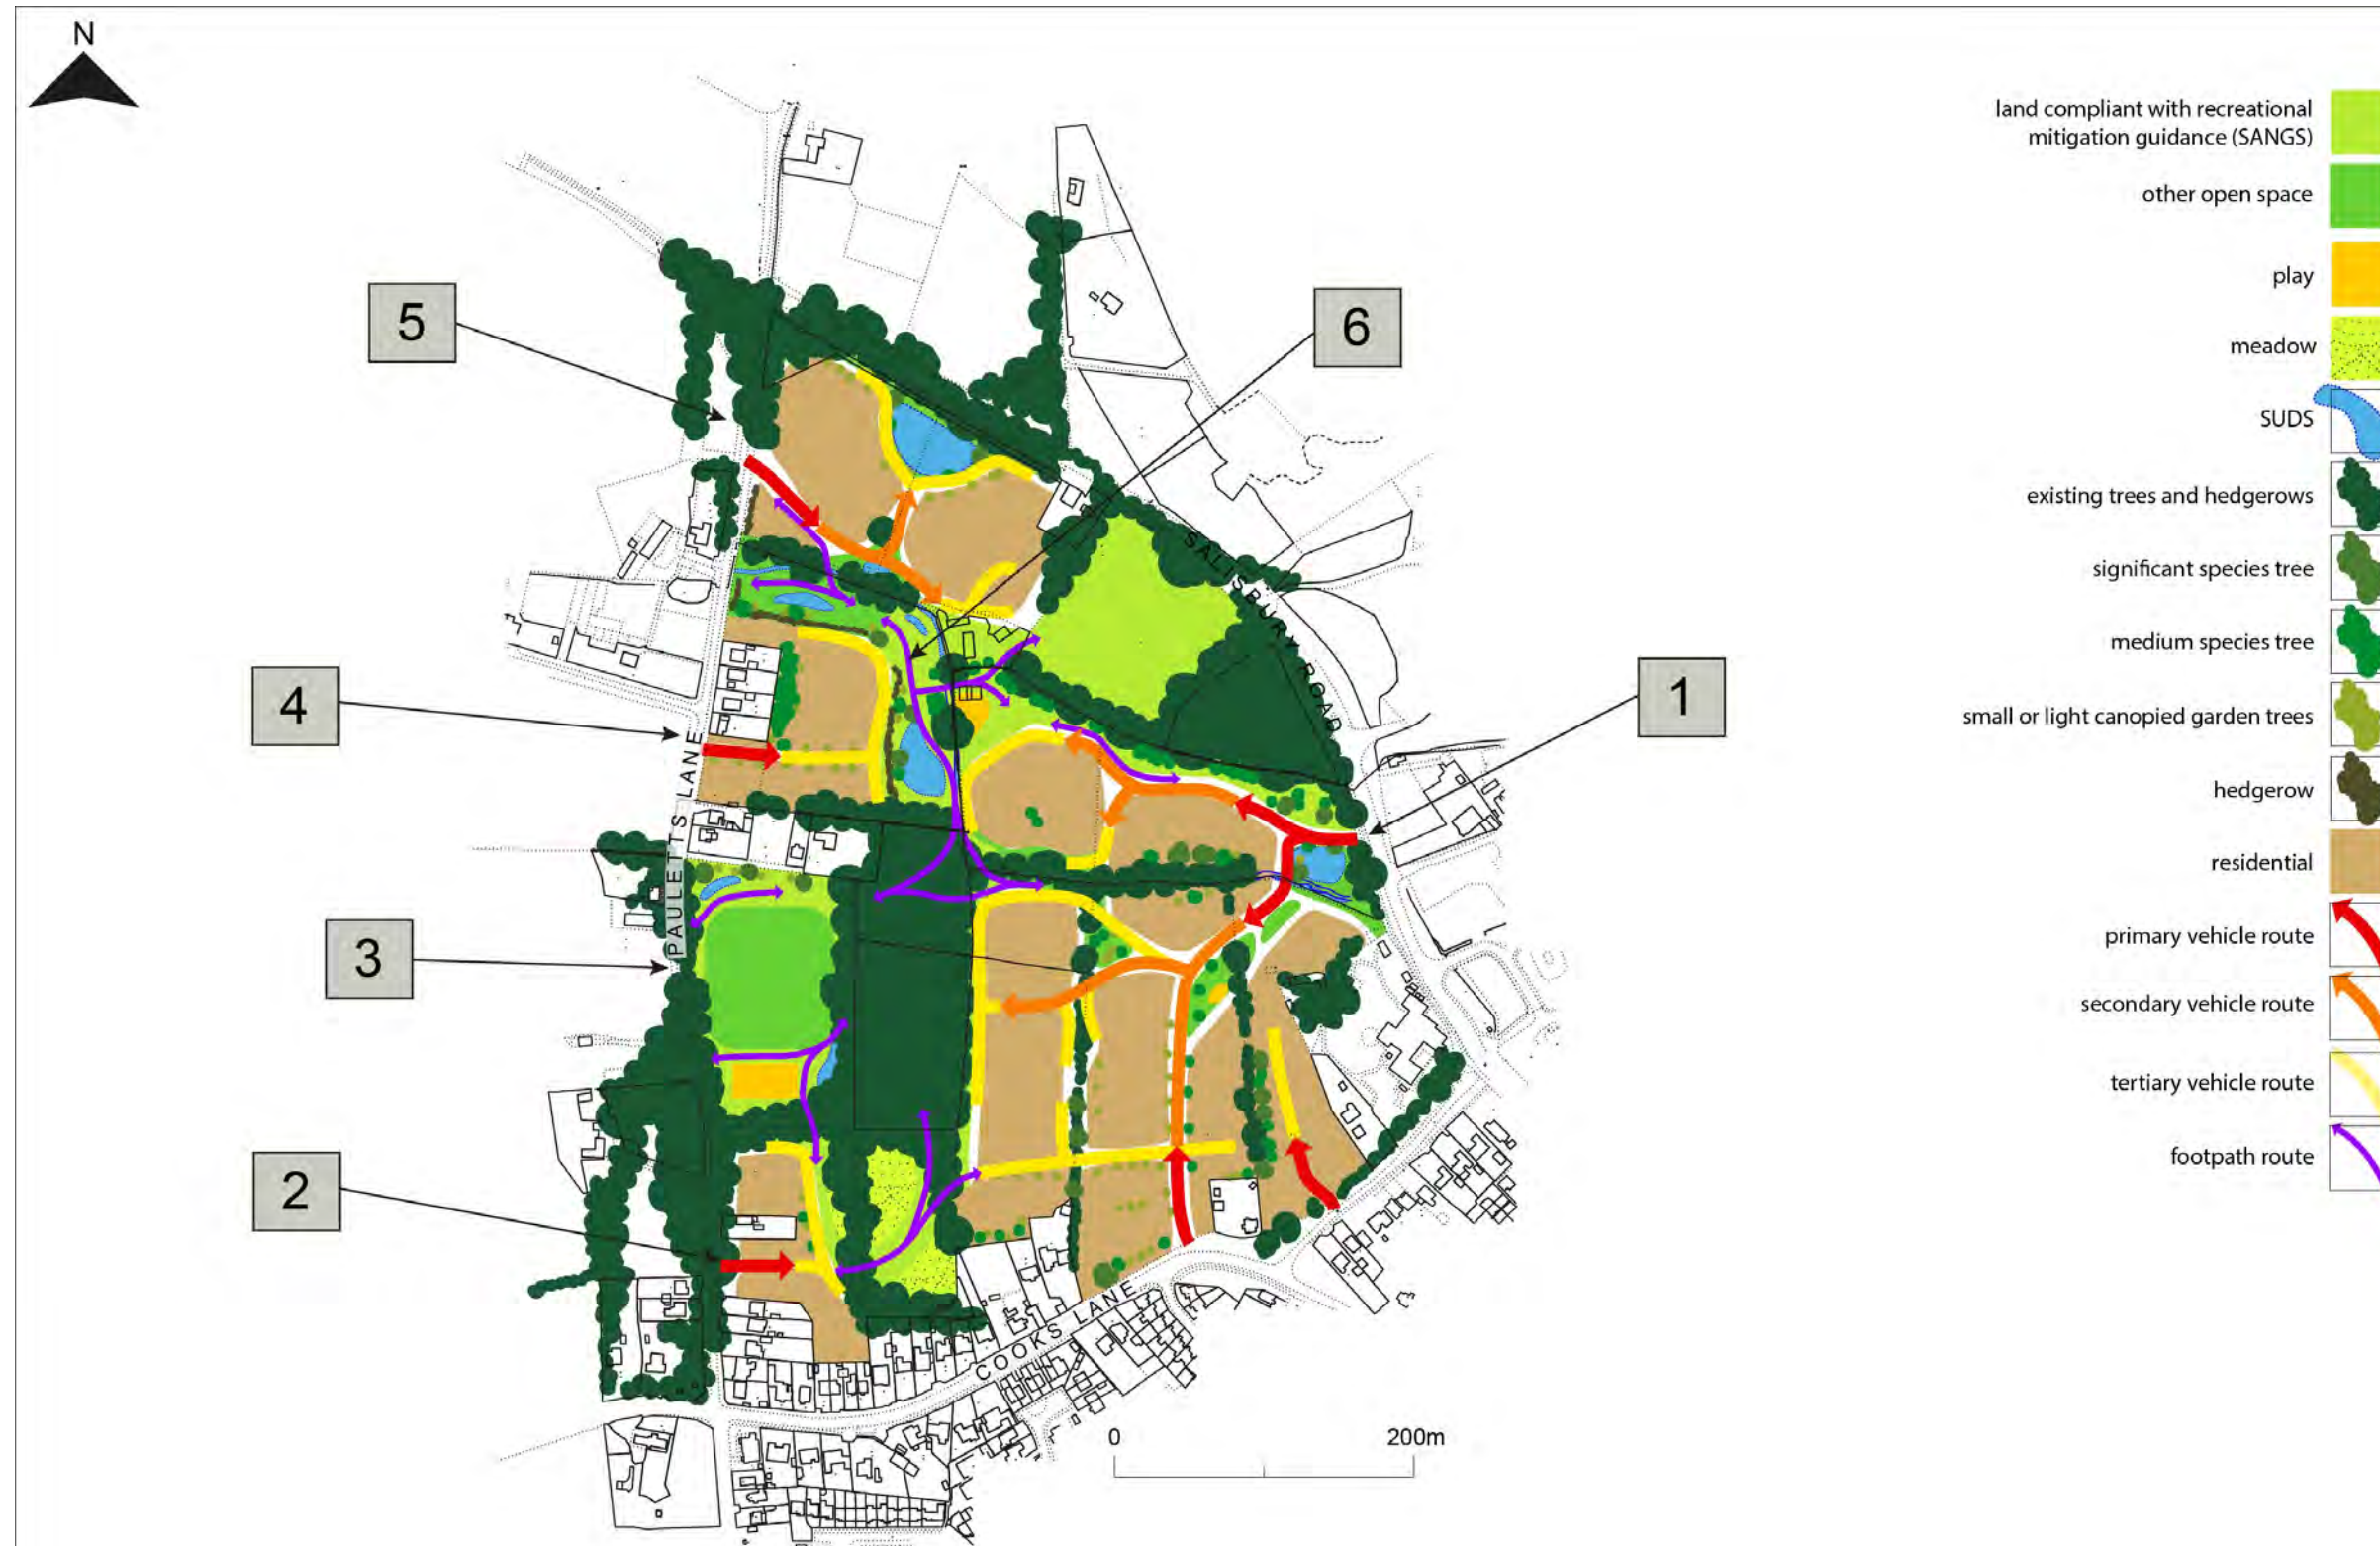 N
land compliant with recreational
mitigation guidance (SANGS)
other open space
play
meadow
SUDS
existing trees and hedgerows
significant species tree
medium species tree
small or light canopied garden trees
hedgerow
residential
primary vehicle route
secondary vehicle route
tertiary vehicle route
footpath route
5
6
4
1
3
2
SALISBURY ROAD
PAULETTS LANE
COOKS LANE
0
200m